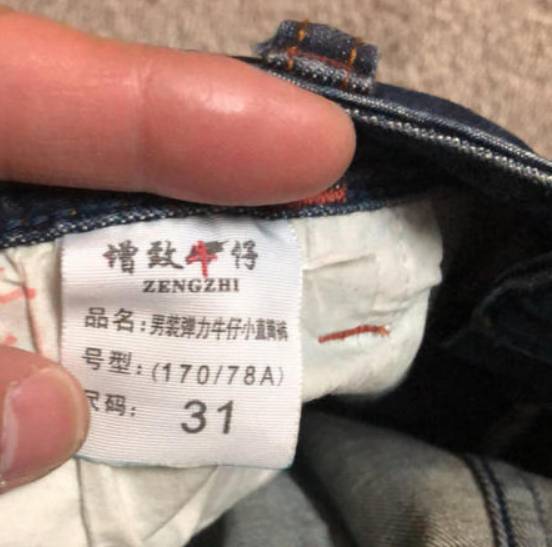 增致牛仔
ZENGZHI
品名:男装弹力牛仔小直筒裤
号型:(170/78A)
尺码: 31